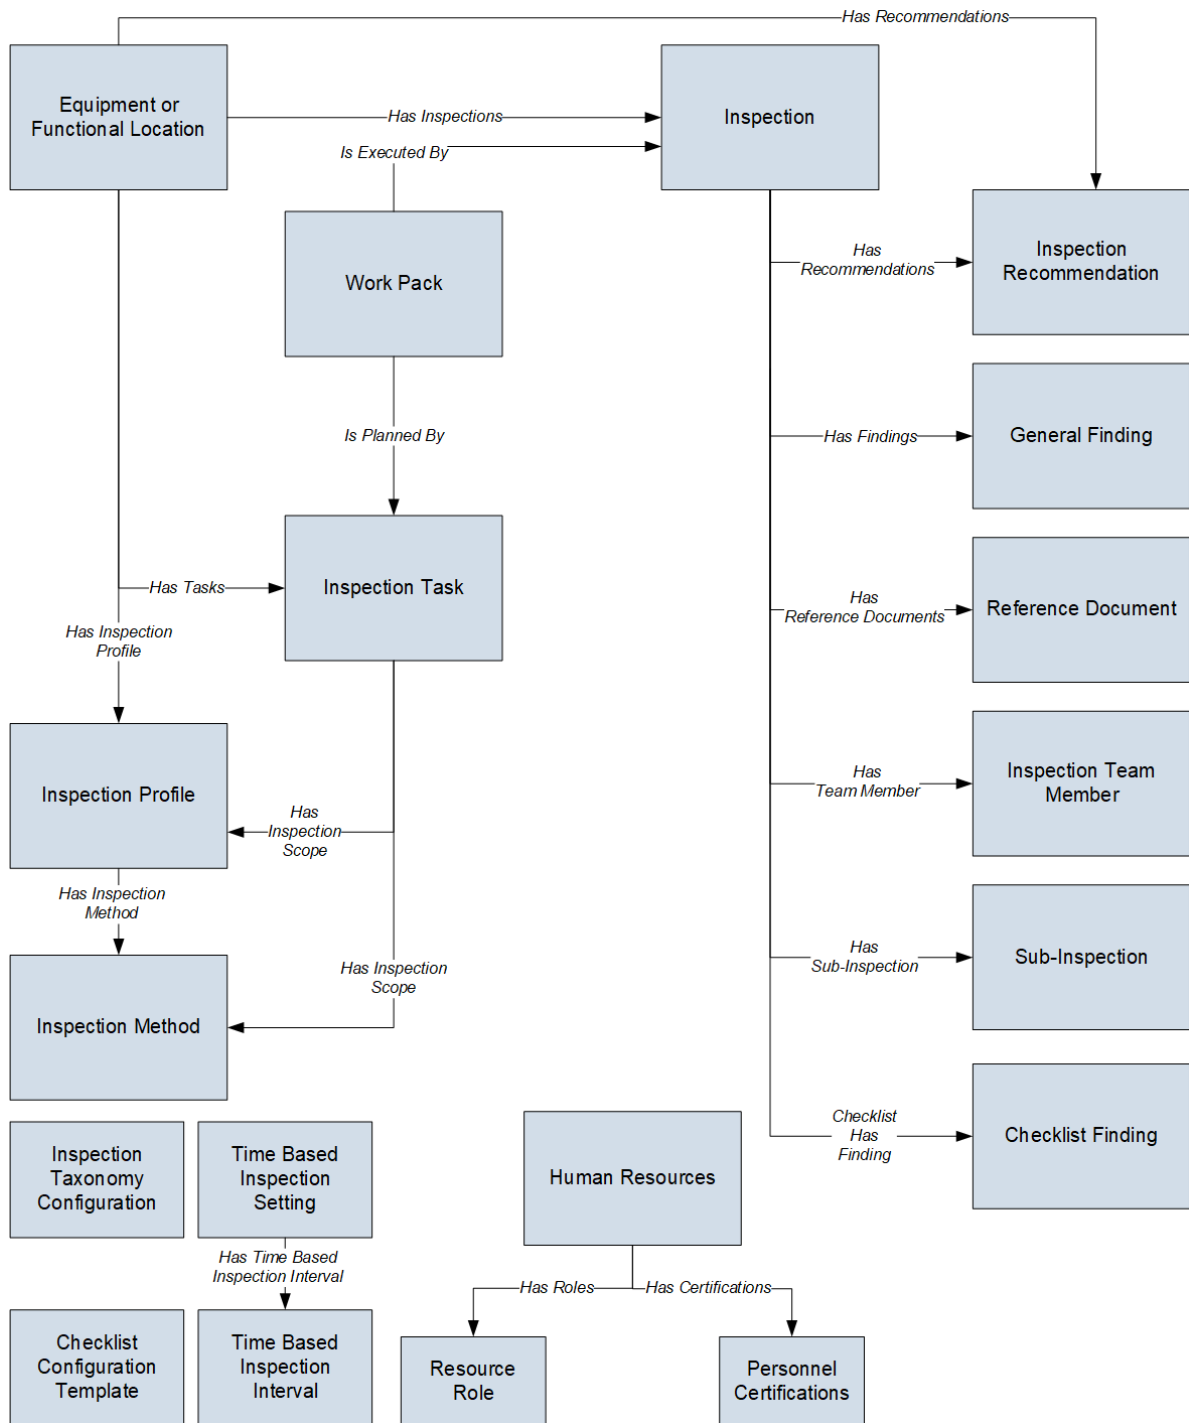 Has Recommendations
Equipment or
Functional Location
Has Inspections
Inspection
Is Executed By
Work Pack
Has
Recommendations
Inspection
Recommendation
Is Planned By
Has Findings
General Finding
Has Tasks
Inspection Task
Has
Reference Documents
Reference Document
Has Inspection
Profile
Inspection Profile
Has
Inspection
Scope
Has
Team Member
Inspection Team
Member
Has Inspection
Method
Has Inspection
Scope
Has
Sub-Inspection
Sub-Inspection
Inspection Method
Checklist
Has
Finding
Checklist Finding
Inspection
Taxonomy
Configuration
Time Based
Inspection
Setting
Human Resources
Has Time Based
Inspection Interval
Has Roles
Has Certifications
Checklist
Configuration
Template
Time Based
Inspection
Interval
Resource
Role
Personnel
Certifications